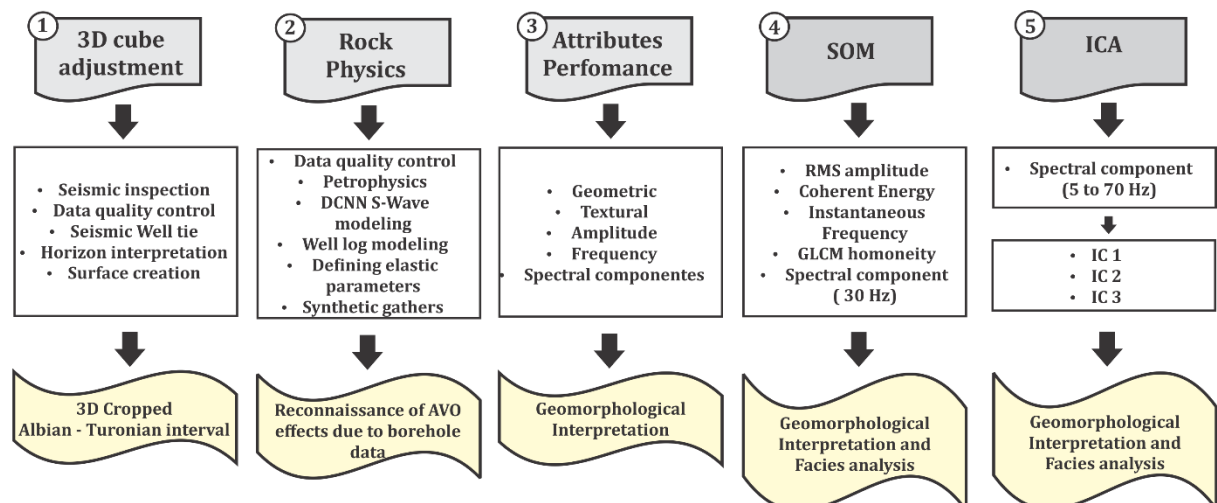 1
3D cube
adjustment
• Seismic inspection
• Data quality control
• Seismic Well tie
• Horizon interpretation
• Surface creation
3D Cropped
Albian - Turonian interval
2
Rock
Physics
• Data quality control
• Petrophysics
• DCNN S-Wave
modeling
• Well log modeling
• Defining elastic
parameters
• Synthetic gathers
Reconnaissance of AVO
effects due to borehole
data
3
Attributes
Perfomance
• Geometric
• Textural
• Amplitude
• Frequency
• Spectral componentes
Geomorphological
Interpretation
4
SOM
• RMS amplitude
• Coherent Energy
• Instantaneous
Frequency
• GLCM homoneity
• Spectral component
( 30 Hz)
Geomorphological
Interpretation and
Facies analysis
5
ICA
• Spectral component
(5 to 70 Hz)
• IC 1
• IC 2
• IC 3
Geomorphological
Interpretation and
Facies analysis